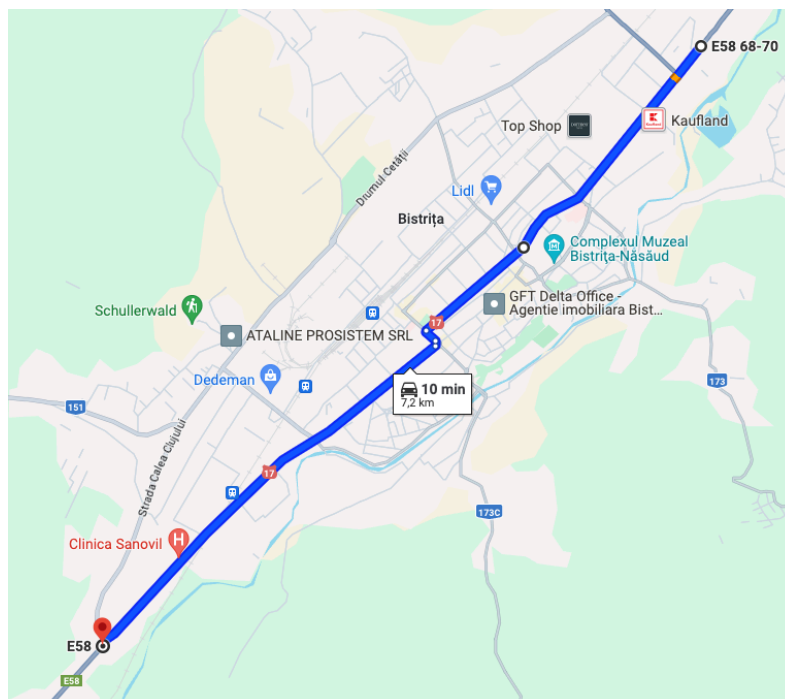 E58 68-70
Kaufland
Top Shop
Drumul Cetății
Lidl
Bistrița
Complexul Muzeal
Bistrița-Năsăud
GFT Delta Office -
Agentie imobiliara Bist...
17
Schullerwald
ATALINE PROSISTEM SRL
Dedeman
10 min
7,2 km
173
151
Strada Calea Clujului
17
173C
H
Clinica Sanovil
E58
E58